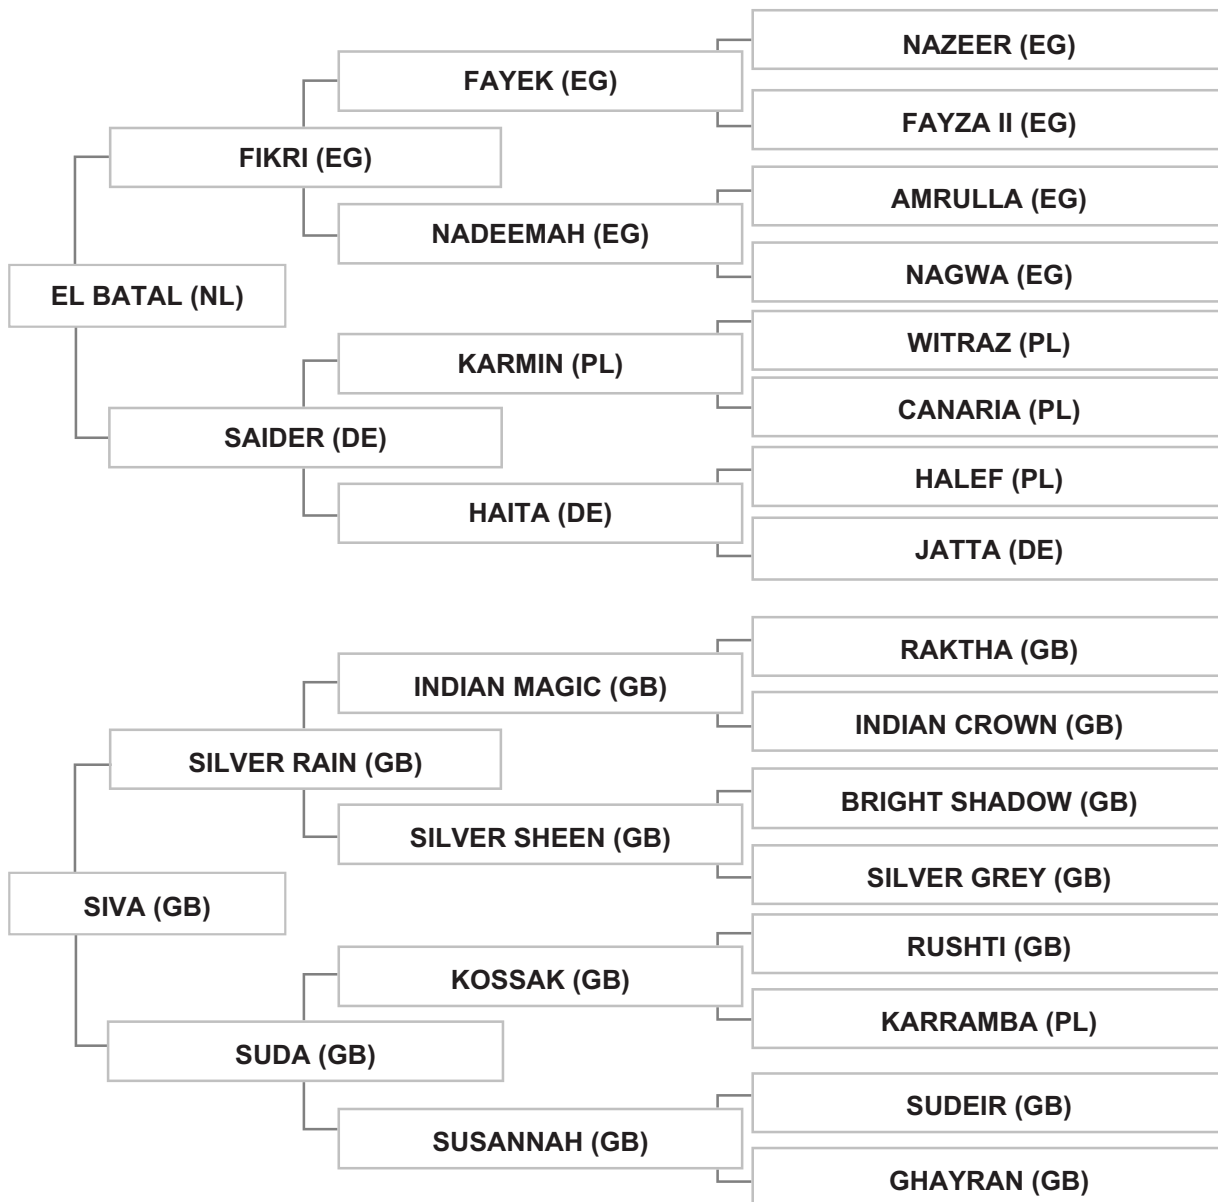 NAZEER (EG)
FAYEK (EG)
FAYZA II (EG)
FIKRI (EG)
AMRULLA (EG)
NADEEMAH (EG)
NAGWA (EG)
EL BATAL (NL)
WITRAZ (PL)
KARMIN (PL)
CANARIA (PL)
SAIDER (DE)
HALEF (PL)
HAITA (DE)
JATTA (DE)
RAKTHA (GB)
INDIAN MAGIC (GB)
INDIAN CROWN (GB)
SILVER RAIN (GB)
BRIGHT SHADOW (GB)
SILVER SHEEN (GB)
SILVER GREY (GB)
SIVA (GB)
RUSHTI (GB)
KOSSAK (GB)
KARRAMBA (PL)
SUDA (GB)
SUDEIR (GB)
SUSANNAH (GB)
GHAYRAN (GB)